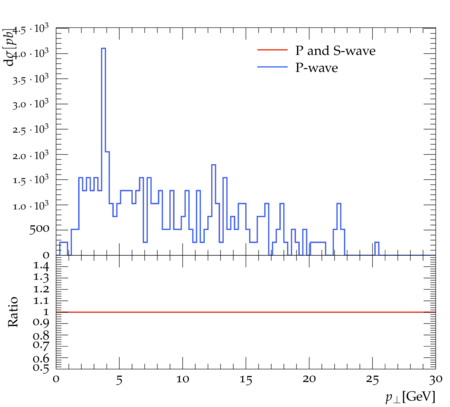 dσ[pb]
4.5 · 10³
4.0 · 10³
3.5 · 10³
3.0 · 10³
2.5 · 10³
2.0 · 10³
1.5 · 10³
1.0 · 10³
500
0
P and S-wave
P-wave
Ratio
1.4
1.3
1.2
1.1
1
0.9
0.8
0.7
0.6
0.5
0 5 10 15 20 25 30
p⊥[GeV]